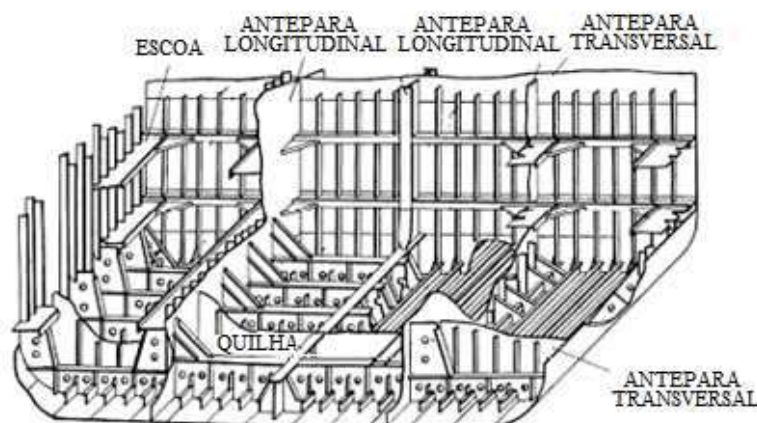 ESCOA
ANTEPARA
LONGITUDINAL
ANTEPARA
LONGITUDINAL
ANTEPARA
TRANSVERSAL
QUILHA
ANTEPARA
TRANSVERSAL